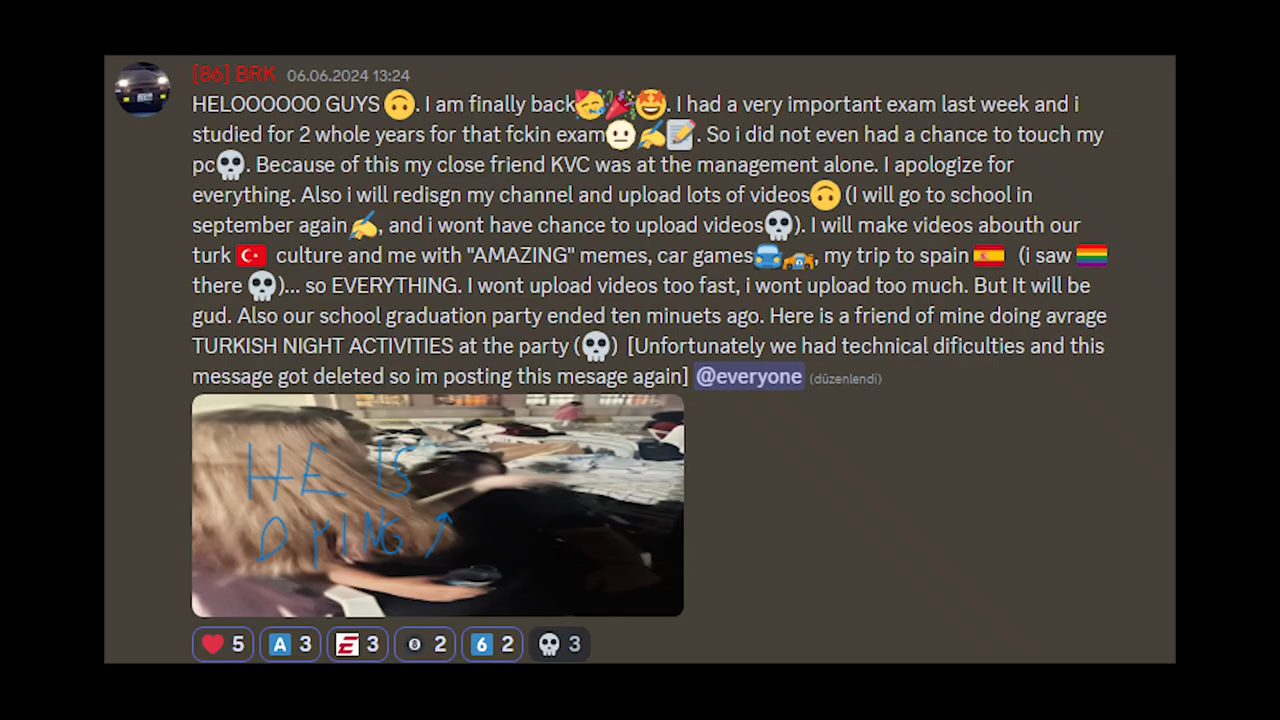 [86] BRK 06.06.2024 13:24
HELOOOOOO GUYS 🙃. I am finally back🥳🎉🤩. I had a very important exam last week and i
studied for 2 whole years for that fckin exam😐✍📝. So i did not even had a chance to touch my
pc💀. Because of this my close friend KVC was at the management alone. I apologize for
everything. Also i will redisgn my channel and upload lots of videos🙃 (I will go to school in
september again✍, and i wont have chance to upload videos💀). I will make videos abouth our
turk 🇹🇷 culture and me with "AMAZING" memes, car games🚙🏎, my trip to spain 🇪🇸 (i saw 🏳️‍🌈
there 💀)... so EVERYTHING. I wont upload videos too fast, i wont upload too much. But It will be
gud. Also our school graduation party ended ten minuets ago. Here is a friend of mine doing avrage
TURKISH NIGHT ACTIVITIES at the party (💀) [Unfortunately we had technical dificulties and this
message got deleted so im posting this mesage again] @everyone (düzenlendi)
HE IS
DYING ↑
❤️ 5 🅰 3 E 3 8 2 6 2 💀 3